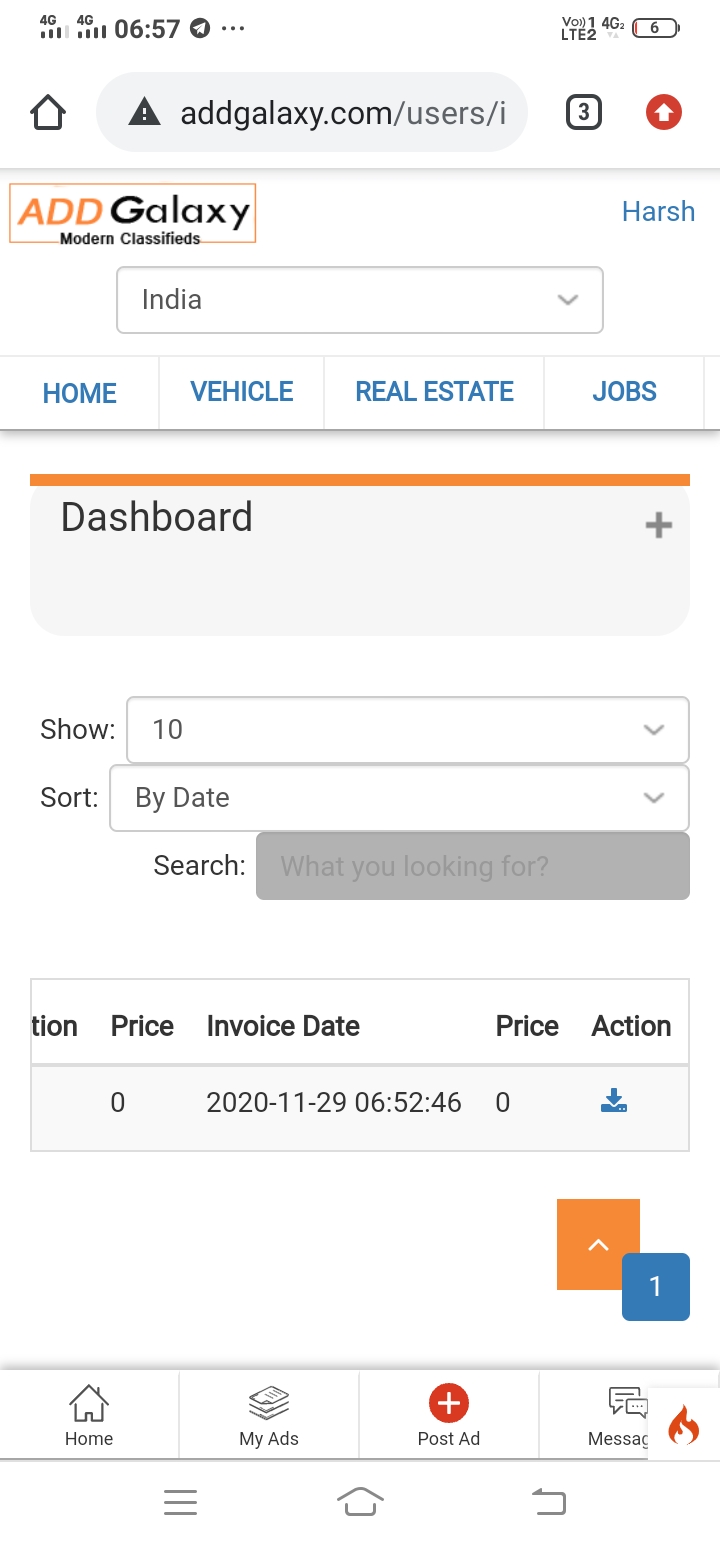 4G 4G 06:57 ... Vo)) 1 4G2 6
LTE2
addgalaxy.com/users/i 3
ADD Galaxy
Modern Classifieds
Harsh
India
HOME VEHICLE REAL ESTATE JOBS
Dashboard
Show: 10
Sort: By Date
Search: What you looking for?
tion Price Invoice Date Price Action
0 2020-11-29 06:52:46 0
1
Home My Ads Post Ad Messag